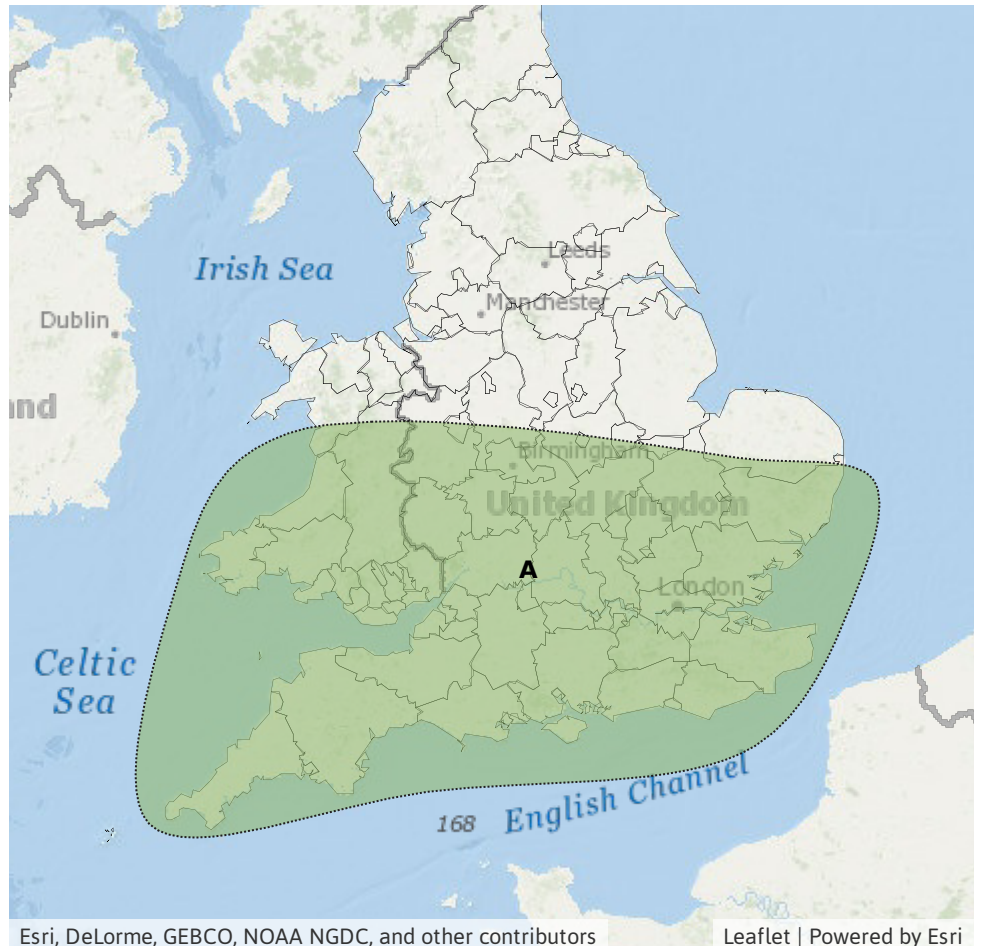 Leeds
Irish Sea
Manchester
Dublin
and
Birmingham
United Kingdom
A
London
Celtic
Sea
English Channel
168
Esri, DeLorme, GEBCO, NOAA NGDC, and other contributors
Leaflet | Powered by Esri